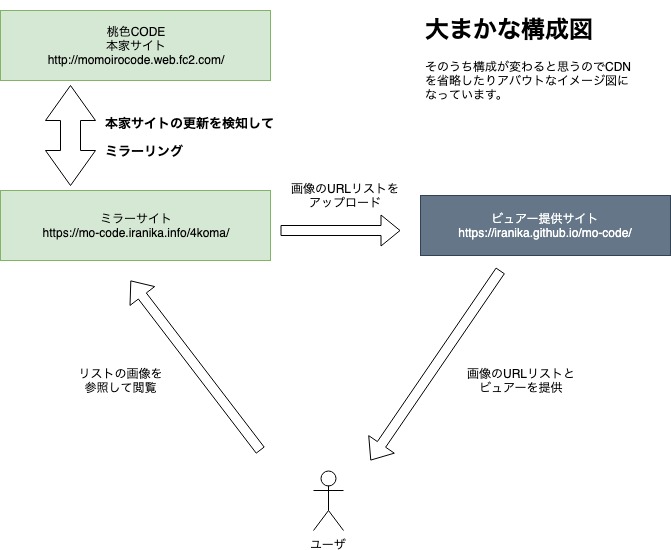 桃色CODE
本家サイト
http://momoirocode.web.fc2.com/
大まかな構成図
そのうち構成が変わると思うのでCDN
を省略したりアバウトなイメージ図に
なっています。
本家サイトの更新を検知して
ミラーリング
ミラーサイト
https://mo-code.iranika.info/4koma/
画像のURLリストを
アップロード
ビュアー提供サイト
https://iranika.github.io/mo-code/
リストの画像を
参照して閲覧
画像のURLリストと
ビュアーを提供
ユーザ